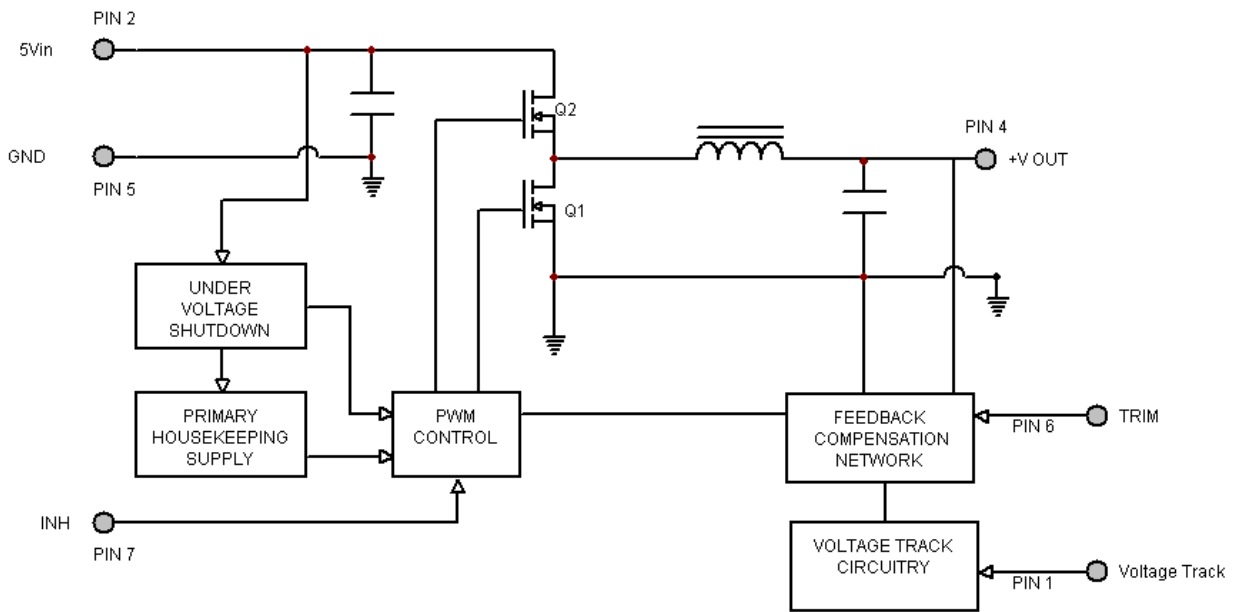 PIN 2
5Vin
Q2
PIN 4
GND
+V OUT
PIN 5
Q1
UNDER
VOLTAGE
SHUTDOWN
PRIMARY
HOUSEKEEPING
SUPPLY
PWM
CONTROL
FEEDBACK
COMPENSATION
NETWORK
PIN 6
TRIM
INH
PIN 7
VOLTAGE TRACK
CIRCUITRY
PIN 1
Voltage Track